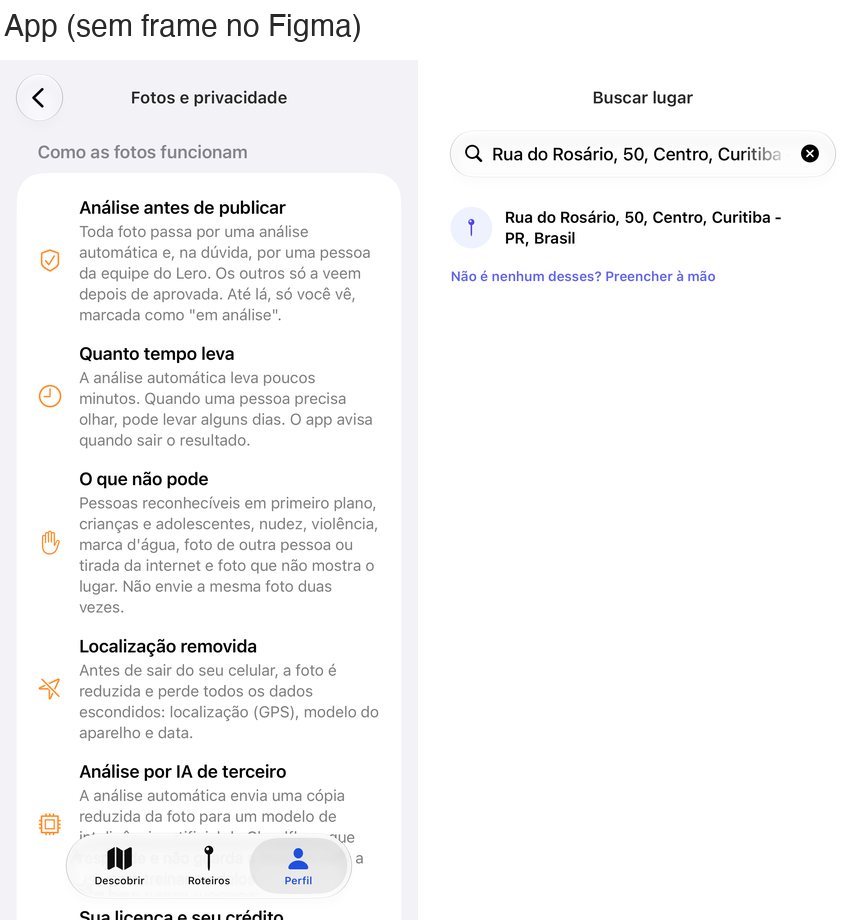 App (sem frame no Figma)
Fotos e privacidade
Como as fotos funcionam
Análise antes de publicar
Toda foto passa por uma análise
automática e, na dúvida, por uma pessoa
da equipe do Lero. Os outros só a veem
depois de aprovada. Até lá, só você vê,
marcada como "em análise".
Quanto tempo leva
A análise automática leva poucos
minutos. Quando uma pessoa precisa
olhar, pode levar alguns dias. O app avisa
quando sair o resultado.
O que não pode
Pessoas reconhecíveis em primeiro plano,
crianças e adolescentes, nudez, violência,
marca d'água, foto de outra pessoa ou
tirada da internet e foto que não mostra o
lugar. Não envie a mesma foto duas
vezes.
Localização removida
Antes de sair do seu celular, a foto é
reduzida e perde todos os dados
escondidos: localização (GPS), modelo do
aparelho e data.
Análise por IA de terceiro
A análise automática envia uma cópia
reduzida da foto para um modelo de
que
e não guarda a
Descobrir
Roteiros
Perfil
Sua licença e seu crédito
Buscar lugar
Rua do Rosário, 50, Centro, Curitiba
Rua do Rosário, 50, Centro, Curitiba -
PR, Brasil
Não é nenhum desses? Preencher à mão